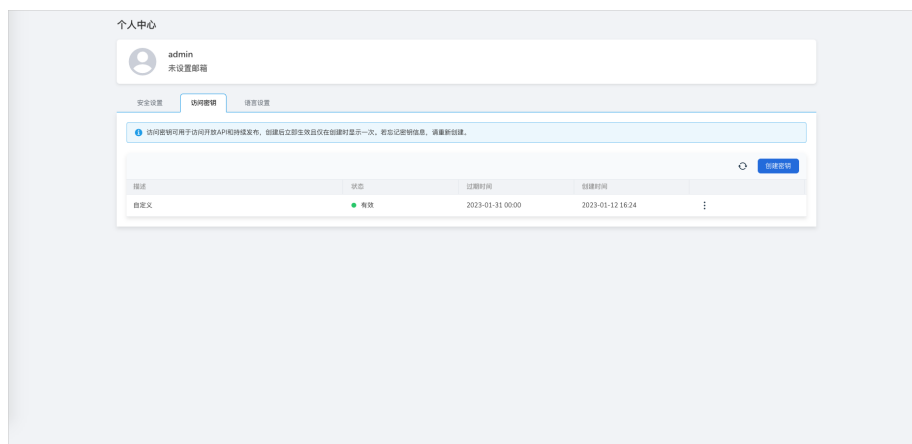 个人中心
admin
未设置邮箱
安全设置 访问密钥 语言设置
访问密钥可用于访问开放API和持续发布，创建后立即生效且仅在创建时显示一次。若忘记密钥信息，请重新创建。
创建密钥
描述 状态 过期时间 创建时间
自定义 有效 2023-01-31 00:00 2023-01-12 16:24